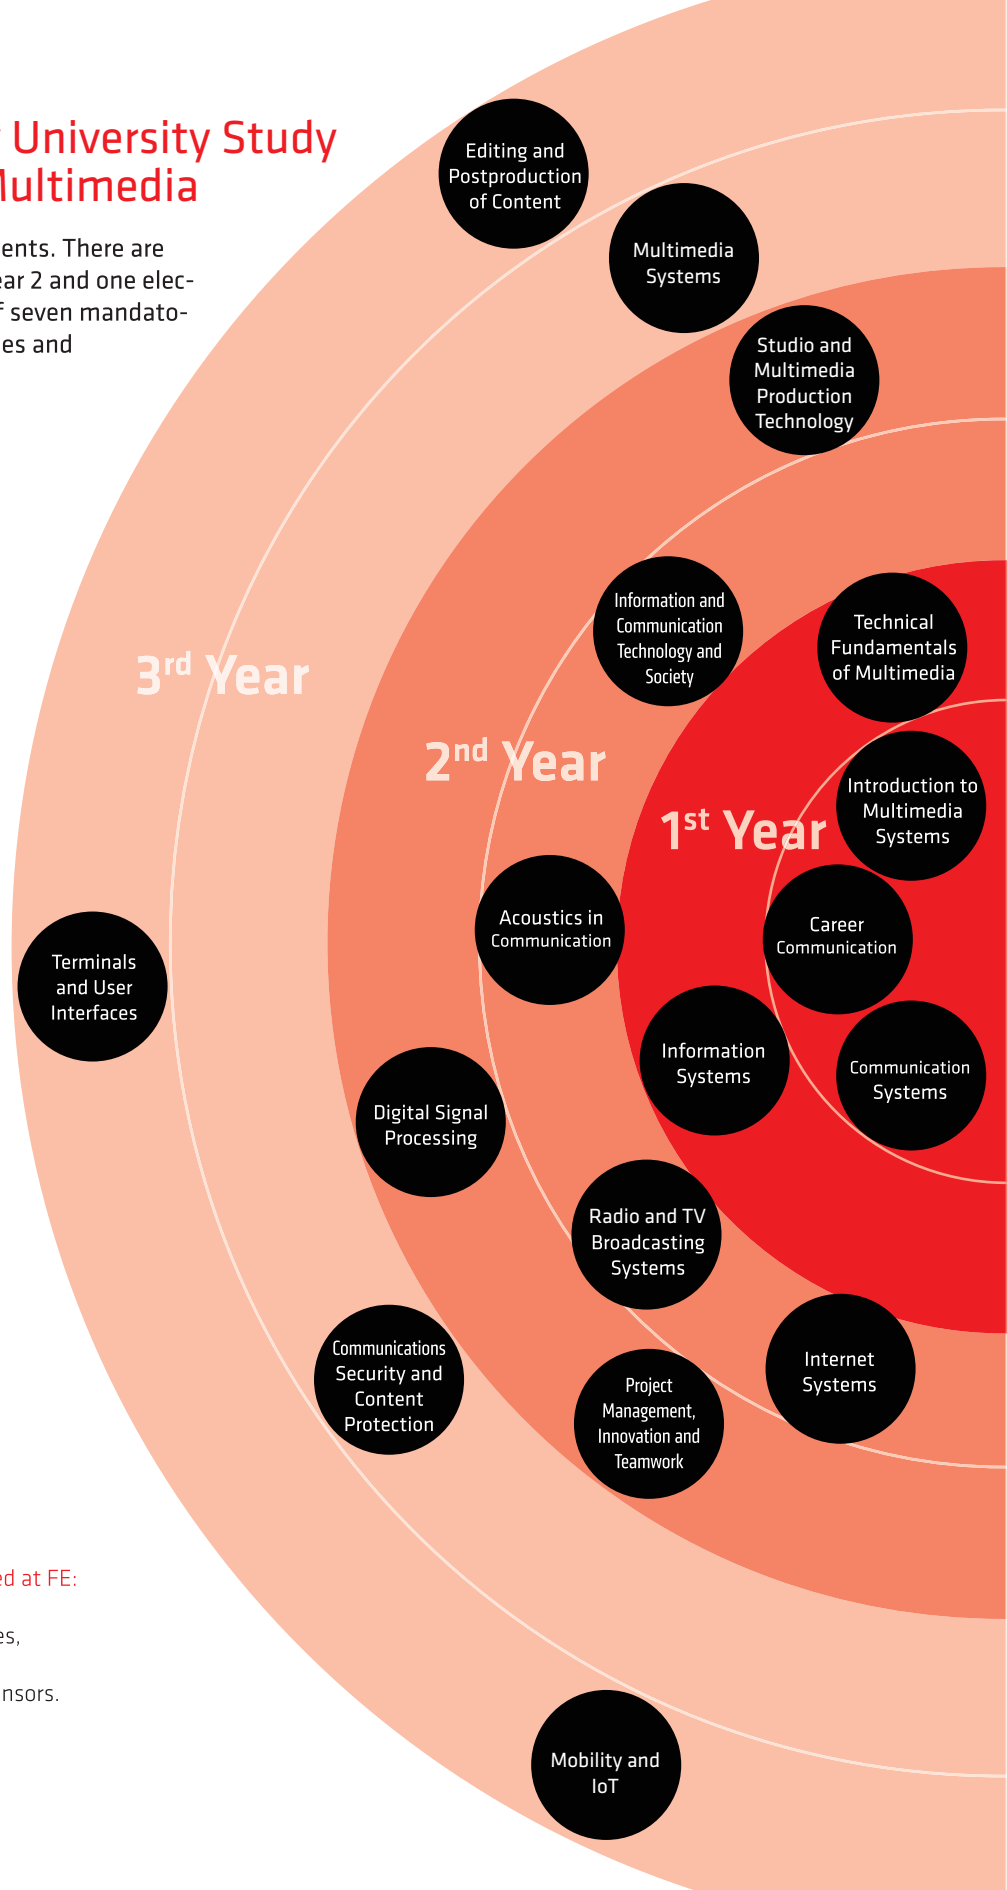 University Study
ultimedia
ents. There are
ear 2 and one elec-
f seven mandato-
es and
Editing and
Postproduction
of Content
Multimedia
Systems
Studio and
Multimedia
Production
Technology
Information and
Communication
Technology and
Society
Technical
Fundamentals
of Multimedia
3rd Year
2nd Year
1st Year
Introduction to
Multimedia
Systems
Career
Communication
Acoustics in
Communication
Terminals
and User
Interfaces
Information
Systems
Communication
Systems
Digital Signal
Processing
Radio and TV
Broadcasting
Systems
Communications
Security and
Content
Protection
Project
Management,
Innovation and
Teamwork
Internet
Systems
ed at FE:
es,
nsors.
Mobility and
IoT